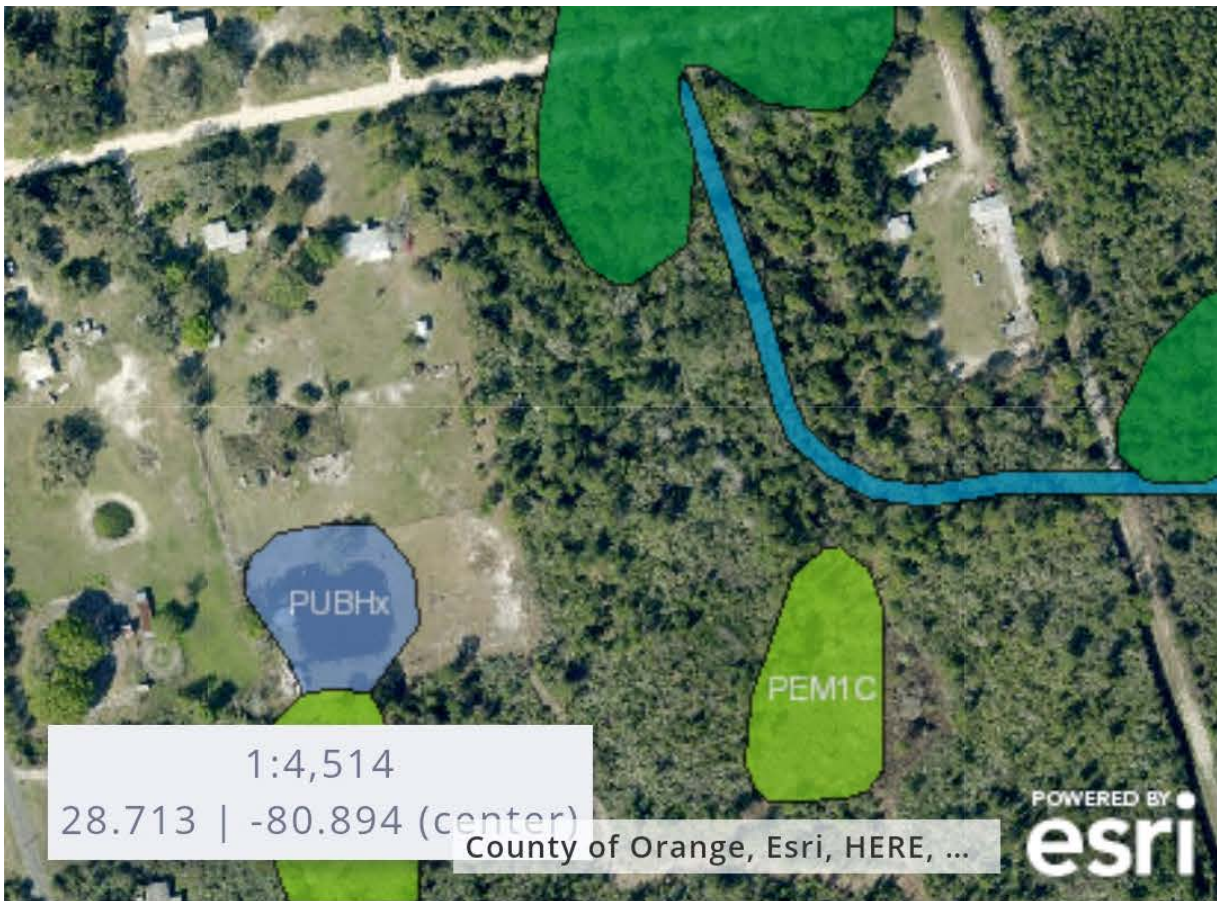 PUBHx
PEM1C
1:4,514
28.713 | -80.894 (center)
County of Orange, Esri, HERE, ...
POWERED BY
esri